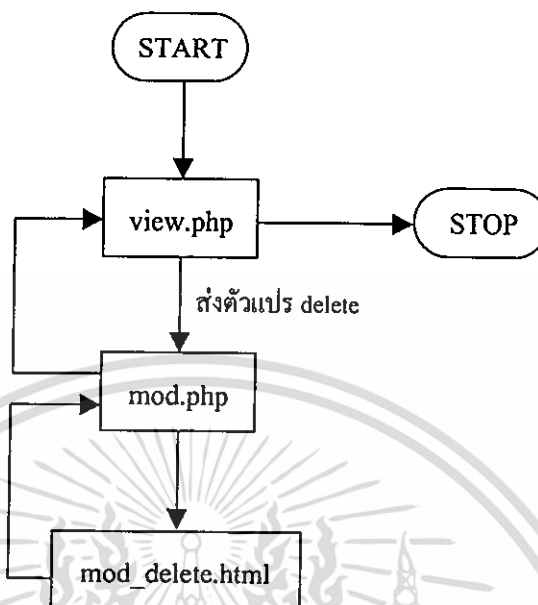 START
view.php
STOP
ส่งตัวแปร delete
mod.php
mod_delete.html